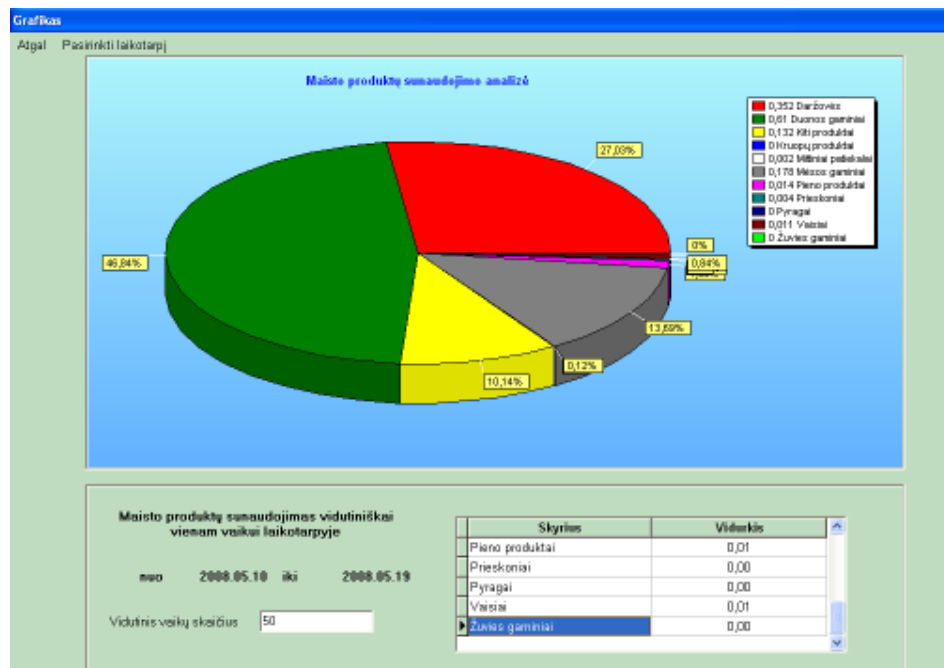 Grafikas
Atgal Pasirinkti laikotarpį
Maisto produktų sunaudojimo analizė
0,352 Daržovės
0,61 Duonos gaminiai
0,132 Kiti produktai
0 Kruopų produktai
0,002 Miltiniai patiekalai
0,178 Mėsos gaminiai
0,014 Pieno produktai
0,004 Prieskoniai
0 Pyragai
0,011 Vaisiai
0 Žuvies gaminiai
27,03%
0%
46,84%
0,84%
13,69%
0,12%
10,14%
Maisto produktų sunaudojimas vidutiniškai
vienam vaikui laikotarpyje
nuo 2008.05.10 iki 2008.05.19
Vidutinis vaikų skaičius 50
Skyrius Vidurkis
Pieno produktai 0,01
Prieskoniai 0,00
Pyragai 0,00
Vaisiai 0,01
Žuvies gaminiai 0,00